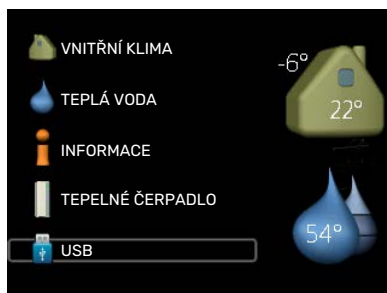 VNITŘNÍ KLIMA
-6°
22°
TEPLÁ VODA
INFORMACE
TEPELNÉ ČERPADLO
54°
USB